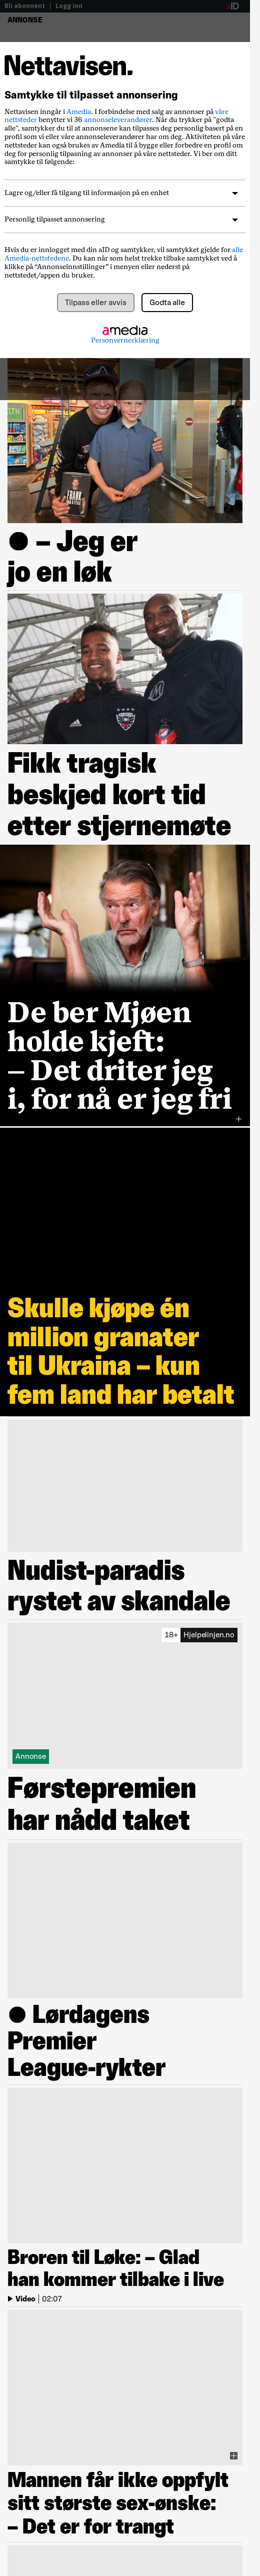 Bli abonnent | Logg inn
aID
ANNONSE
Nettavisen.
Samtykke til tilpasset annonsering
Nettavisen inngår i Amedia. I forbindelse med salg av annonser på våre
nettsteder benytter vi 36 annonseleverandører. Når du trykker på "godta
alle", samtykker du til at annonsene kan tilpasses deg personlig basert på en
profil som vi eller våre annonseleverandører har om deg. Aktiviteten din på våre
nettsteder kan også brukes av Amedia til å bygge eller forbedre en profil om
deg for personlig tilpasning av annonser på våre nettsteder. Vi ber om ditt
samtykke til følgende:
Lagre og/eller få tilgang til informasjon på en enhet
Personlig tilpasset annonsering
Hvis du er innlogget med din aID og samtykker, vil samtykket gjelde for alle
Amedia-nettstedene. Du kan når som helst trekke tilbake samtykket ved å
klikke på “Annonseinnstillinger” i menyen eller nederst på
nettstedet/appen du bruker.
Tilpass eller avvis
Godta alle
amedia
Personvernerklæring
FRANK
● – Jeg er
jo en løk
Fikk tragisk
beskjed kort tid
etter stjernemøte
De ber Mjøen
holde kjeft:
– Det driter jeg
i, for nå er jeg fri
Skulle kjøpe én
million granater
til Ukraina – kun
fem land har betalt
Nudist-paradis
rystet av skandale
18+ Hjelpelinjen.no
Annonse
Førstepremien
har nådd taket
● Lørdagens
Premier
League-rykter
Broren til Løke: – Glad
han kommer tilbake i live
Video | 02:07
Mannen får ikke oppfylt
sitt største sex-ønske:
– Det er for trangt